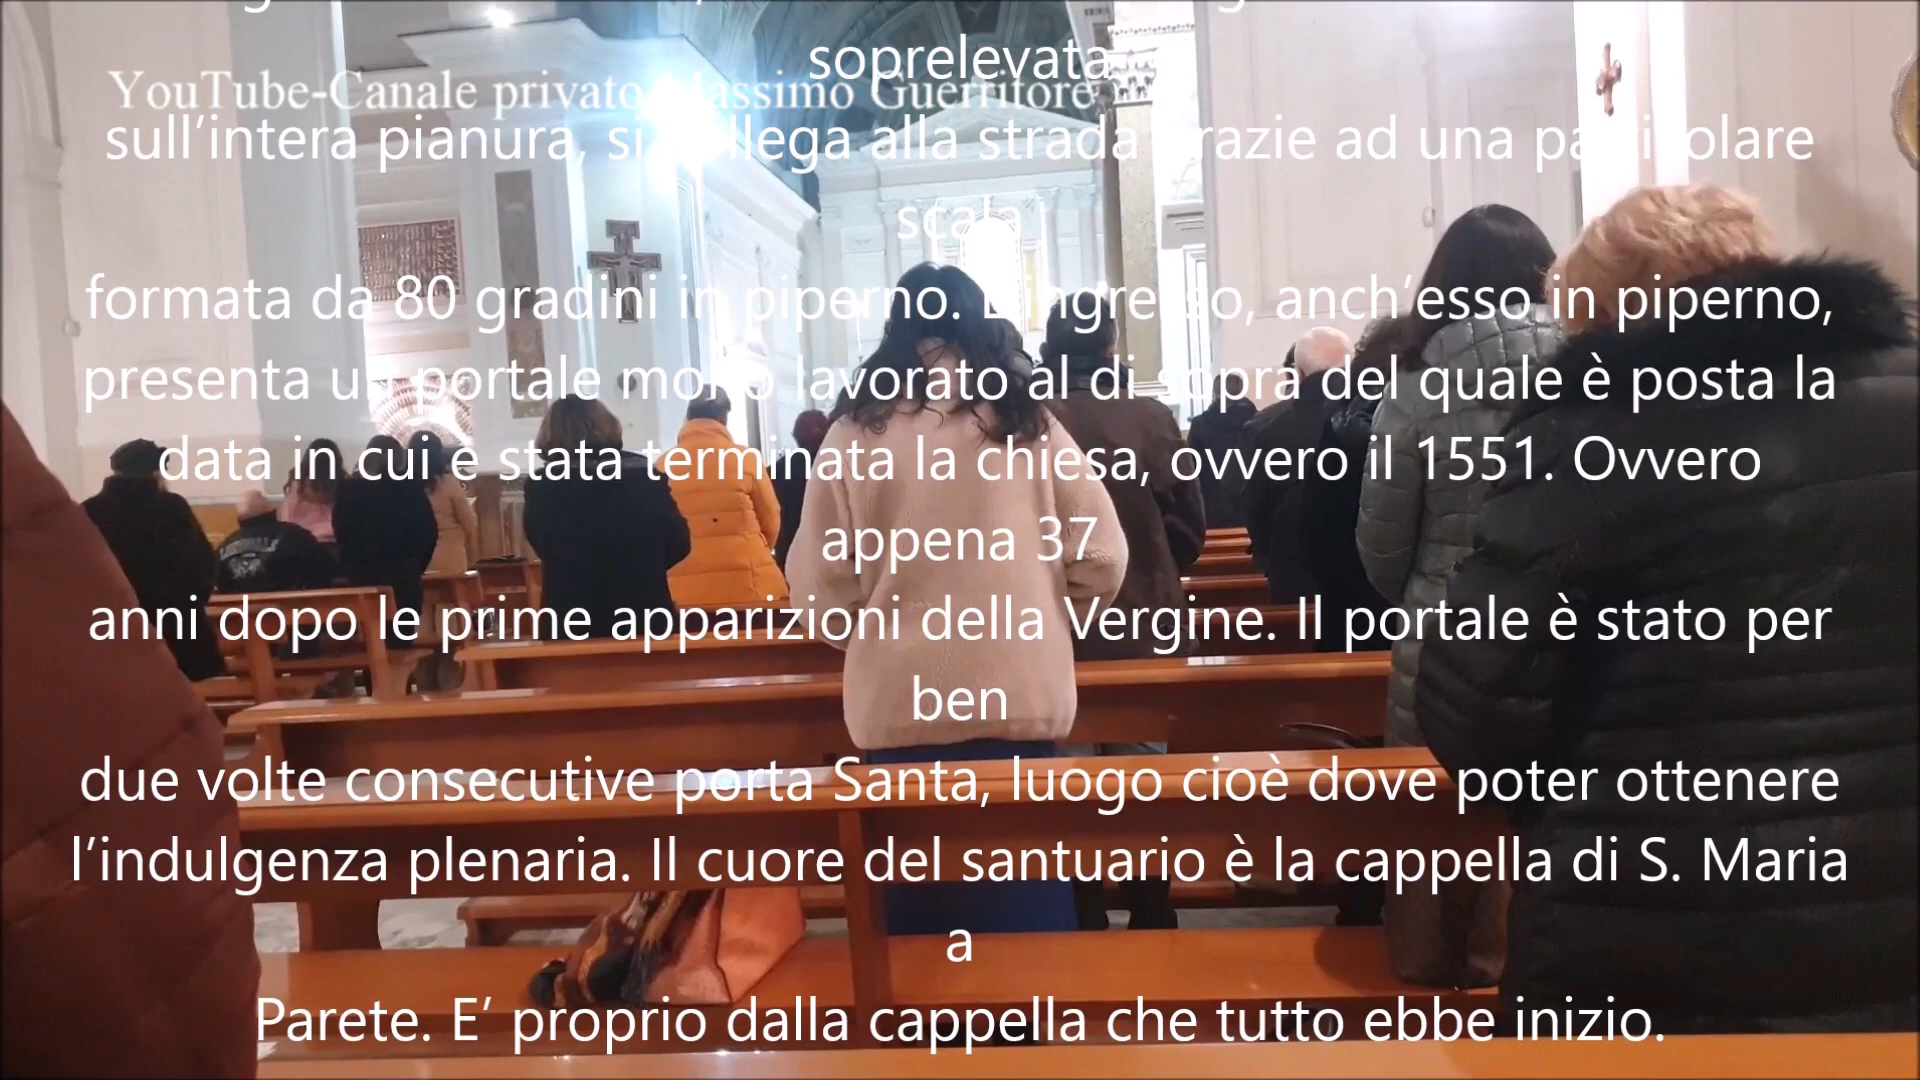 soprelevata
YouTube-Canale privato Massimo Guerritore
sull’intera pianura, si collega alla strada grazie ad una particolare
scala
formata da 80 gradini in piperno. L’ingresso, anch’esso in piperno,
presenta un portale molto lavorato al di sopra del quale è posta la
data in cui è stata terminata la chiesa, ovvero il 1551. Ovvero
appena 37
anni dopo le prime apparizioni della Vergine. Il portale è stato per
ben
due volte consecutive porta Santa, luogo cioè dove poter ottenere
l’indulgenza plenaria. Il cuore del santuario è la cappella di S. Maria
a
Parete. E’ proprio dalla cappella che tutto ebbe inizio.